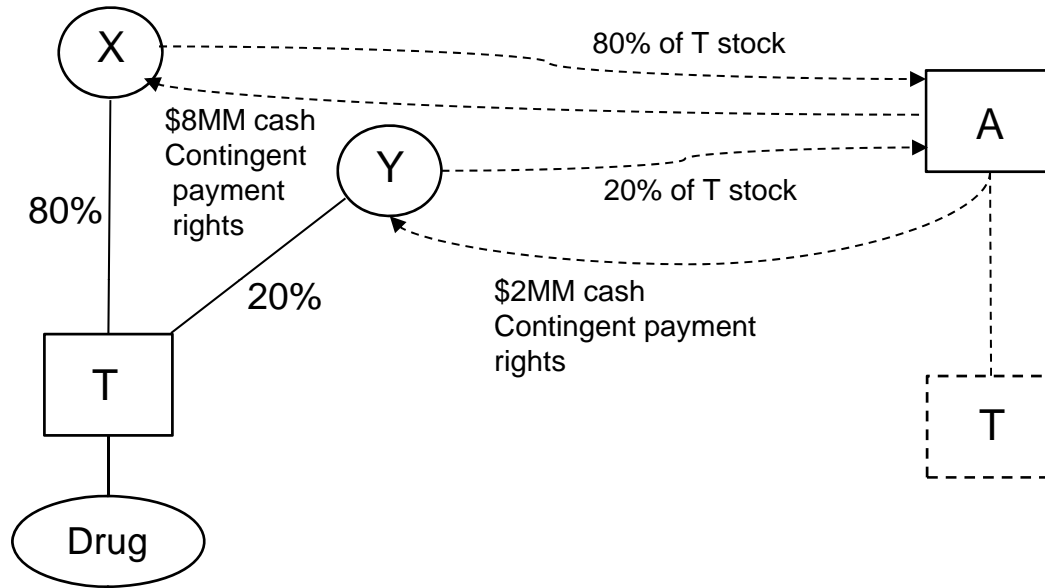 X
80% of T stock
A
$8MM cash
Contingent
payment
rights
Y
20% of T stock
80%
20%
$2MM cash
Contingent payment
rights
T
T
Drug